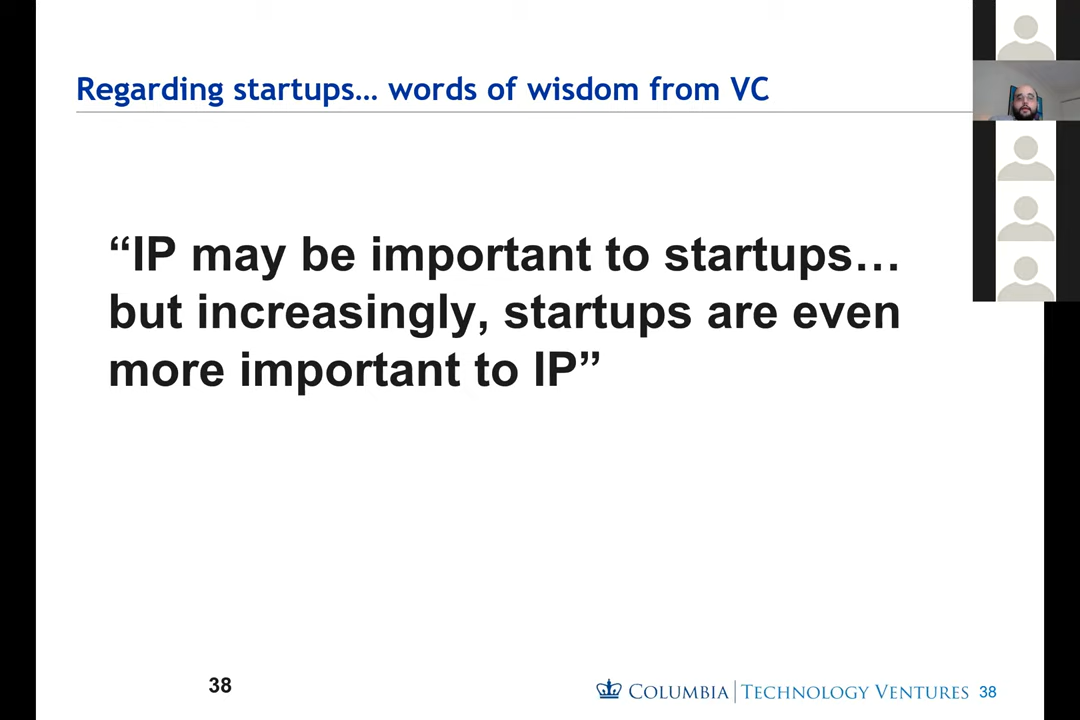 Regarding startups… words of wisdom from VC
“IP may be important to startups…
but increasingly, startups are even
more important to IP”
38
COLUMBIA | TECHNOLOGY VENTURES 38